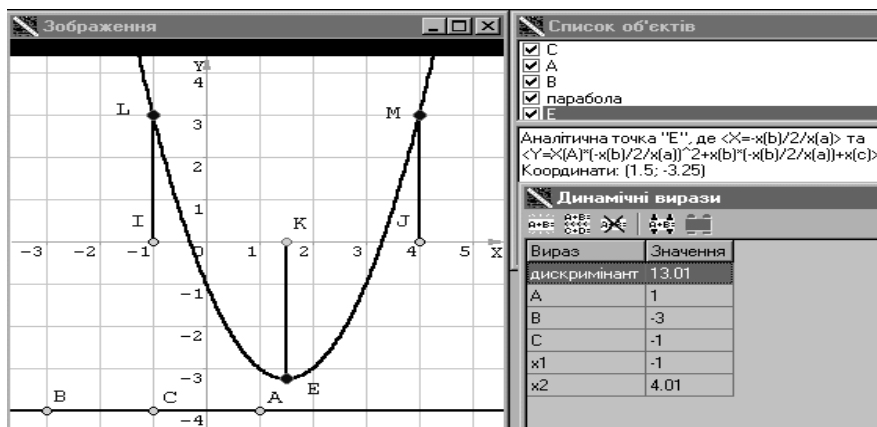 Зображення
Y
4
3
2
1
0
-1
-2
-3
-4
-3
-2
-1
1
2
3
4
5
X
L
M
I
K
J
E
B
C
A
Список об'єктів
C
A
B
парабола
E
Аналітична точка "E", де <X=-x(b)/2/x(a)> та
<Y=X(A)*(-x(b)/2/x(a))^2+x(b)*(-x(b)/2/x(a))+x(c)>
Координати: (1.5; -3.25)
Динамічні вирази
Вираз Значення
дискримінант 13.01
A 1
B -3
C -1
x1 -1
x2 4.01